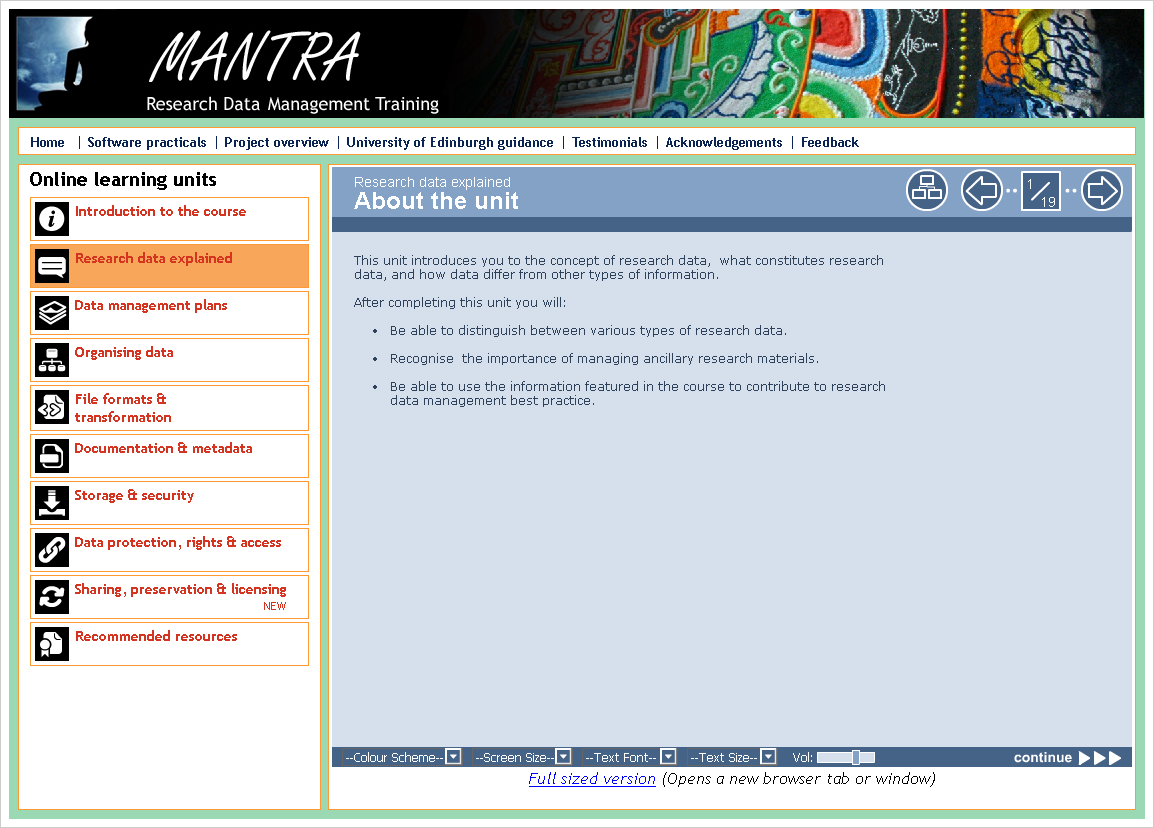 MANTRA
Research Data Management Training
Home | Software practicals | Project overview | University of Edinburgh guidance | Testimonials | Acknowledgements | Feedback
Online learning units
Introduction to the course
Research data explained
Data management plans
Organising data
File formats &
transformation
Documentation & metadata
Storage & security
Data protection, rights & access
Sharing, preservation & licensing
NEW
Recommended resources
Research data explained
About the unit
1/19
This unit introduces you to the concept of research data,  what constitutes research
data, and how data differ from other types of information.
After completing this unit you will:
• Be able to distinguish between various types of research data.
• Recognise  the importance of managing ancillary research materials.
• Be able to use the information featured in the course to contribute to research
data management best practice.
--Colour Scheme-- --Screen Size-- --Text Font-- --Text Size-- Vol: continue
Full sized version (Opens a new browser tab or window)